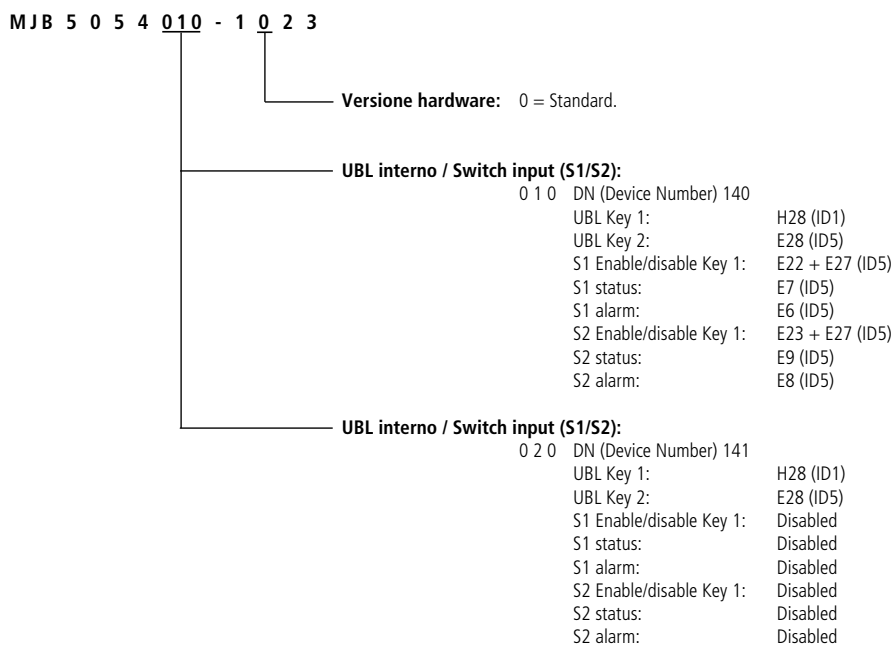 MJB 5 0 5 4 010 - 1 0 2 3
Versione hardware: 0 = Standard.
UBL interno / Switch input (S1/S2):
0 1 0 DN (Device Number) 140
UBL Key 1: H28 (ID1)
UBL Key 2: E28 (ID5)
S1 Enable/disable Key 1: E22 + E27 (ID5)
S1 status: E7 (ID5)
S1 alarm: E6 (ID5)
S2 Enable/disable Key 1: E23 + E27 (ID5)
S2 status: E9 (ID5)
S2 alarm: E8 (ID5)
UBL interno / Switch input (S1/S2):
0 2 0 DN (Device Number) 141
UBL Key 1: H28 (ID1)
UBL Key 2: E28 (ID5)
S1 Enable/disable Key 1: Disabled
S1 status: Disabled
S1 alarm: Disabled
S2 Enable/disable Key 1: Disabled
S2 status: Disabled
S2 alarm: Disabled